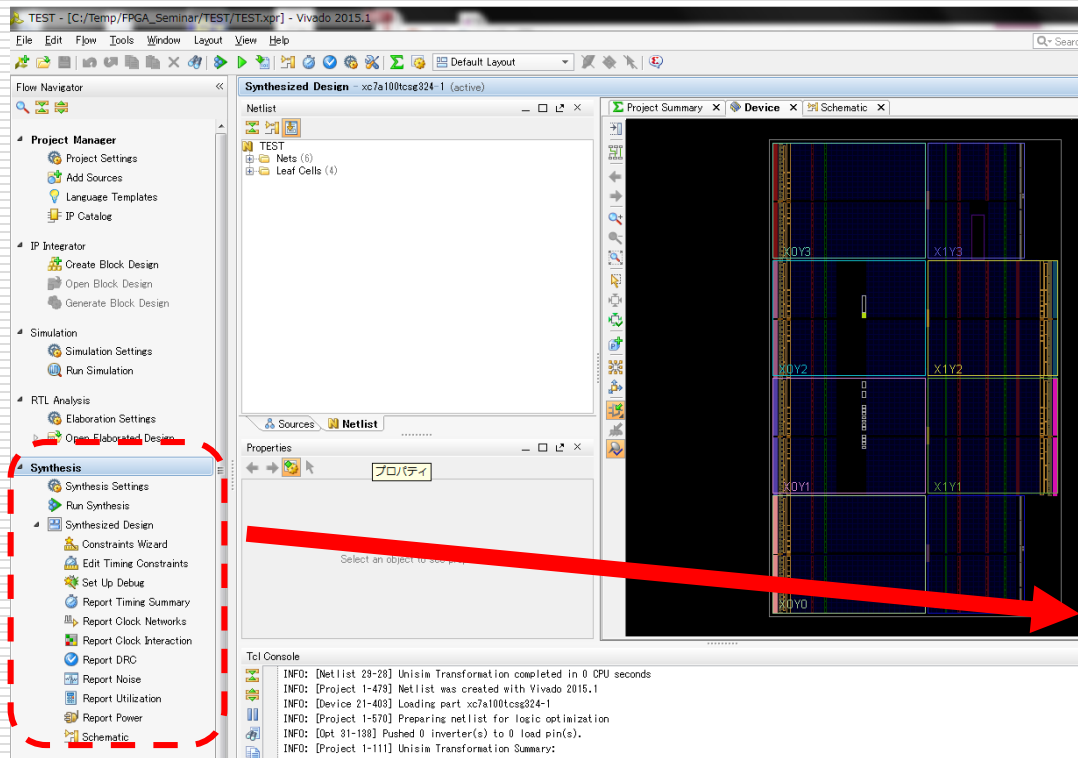 TEST - [C:/Temp/FPGA_Seminar/TEST/TEST.xpr] - Vivado 2015.1
File Edit Flow Tools Window Layout View Help
Default Layout
Flow Navigator
Project Manager
Project Settings
Add Sources
Language Templates
IP Catalog
IP Integrator
Create Block Design
Open Block Design
Generate Block Design
Simulation
Simulation Settings
Run Simulation
RTL Analysis
Elaboration Settings
Open Elaborated Design
Synthesis
Synthesis Settings
Run Synthesis
Synthesized Design
Constraints Wizard
Edit Timing Constraints
Set Up Debug
Report Timing Summary
Report Clock Networks
Report Clock Interaction
Report DRC
Report Noise
Report Utilization
Report Power
Schematic
Synthesized Design - xc7a100tcsg324-1 (active)
Netlist
TEST
Nets (6)
Leaf Cells (4)
Sources Netlist
Properties
プロパティ
Select an object to see
Project Summary Device Schematic
X0Y3 X1Y3
X0Y2 X1Y2
X0Y1 X1Y1
X0Y0
Tcl Console
INFO: [Netlist 29-28] Unisim Transformation completed in 0 CPU seconds
INFO: [Project 1-479] Netlist was created with Vivado 2015.1
INFO: [Device 21-403] Loading part xc7a100tcsg324-1
INFO: [Project 1-570] Preparing netlist for logic optimization
INFO: [Opt 31-138] Pushed 0 inverter(s) to 0 load pin(s).
INFO: [Project 1-111] Unisim Transformation Summary: